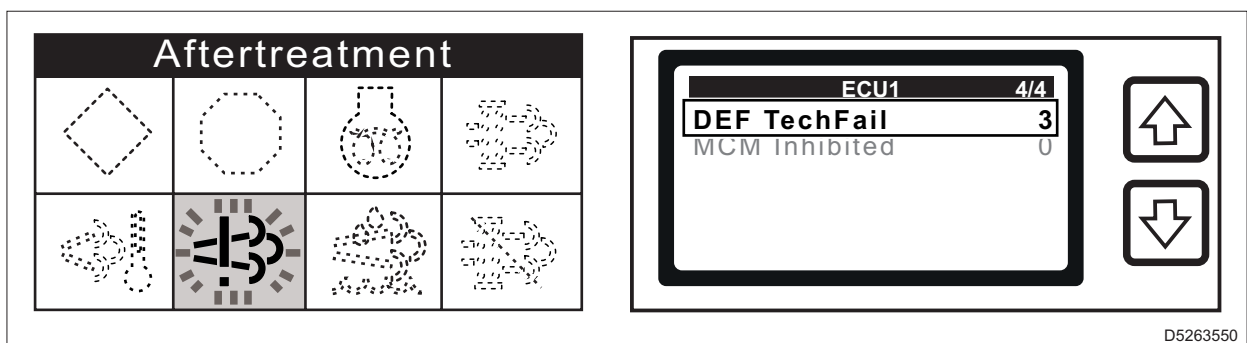 Aftertreatment
ECU1 4/4
DEF TechFail 3
MCM Inhibited 0
D5263550